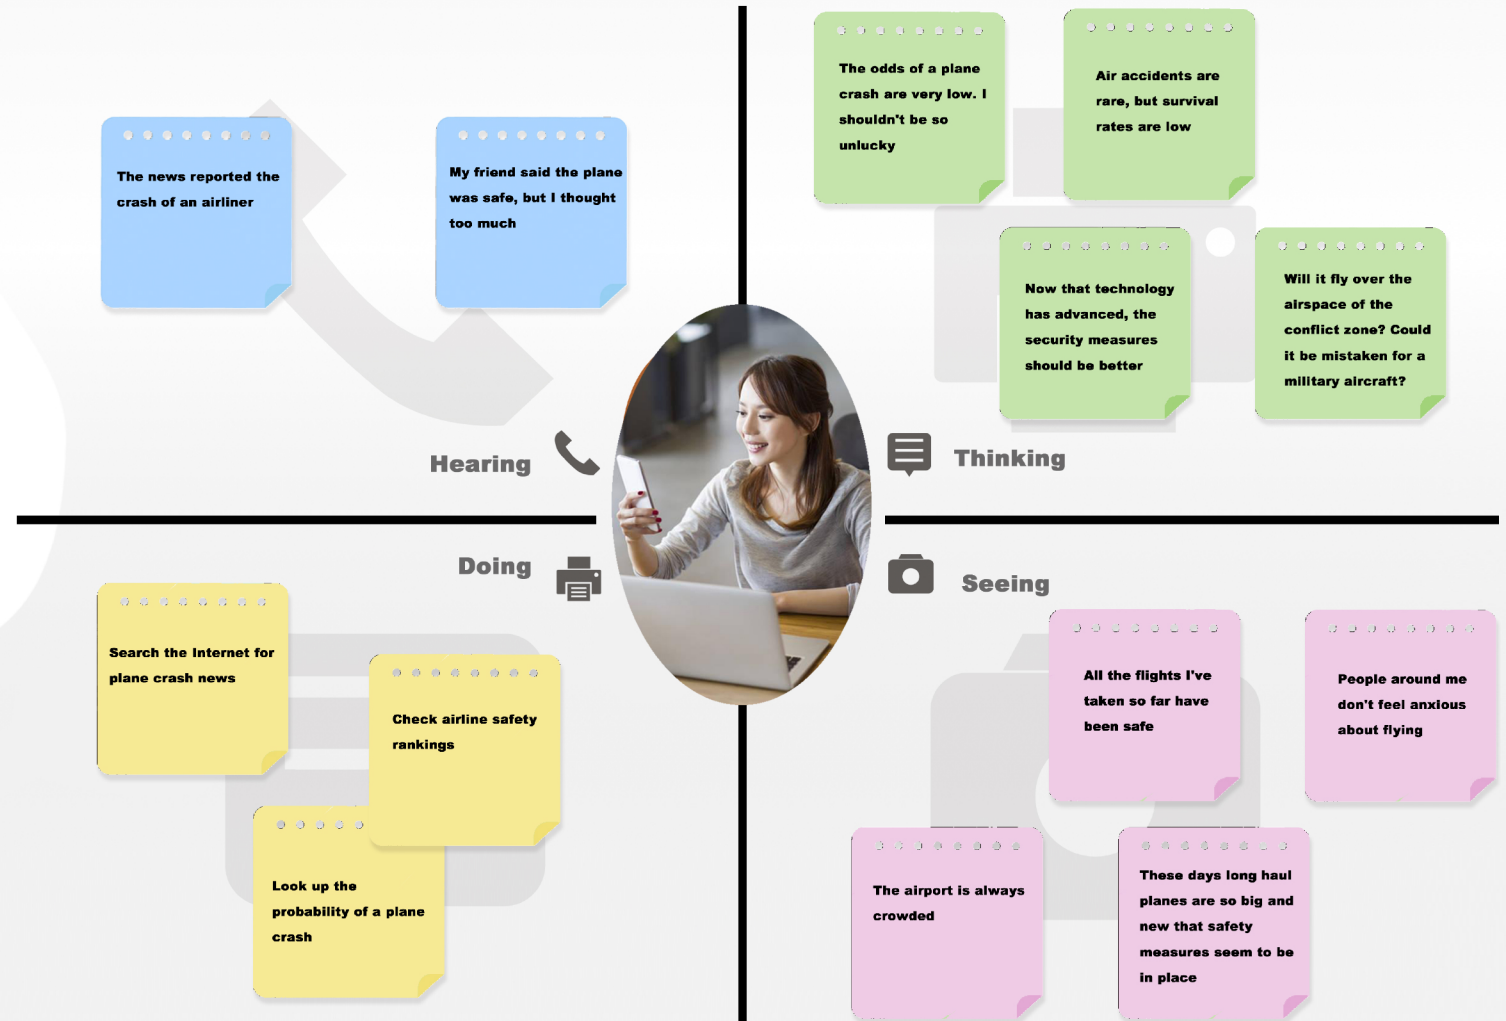 The news reported the
crash of an airliner
My friend said the plane
was safe, but I thought
too much
Hearing
The odds of a plane
crash are very low. I
shouldn't be so
unlucky
Air accidents are
rare, but survival
rates are low
Now that technology
has advanced, the
security measures
should be better
Will it fly over the
airspace of the
conflict zone? Could
it be mistaken for a
military aircraft?
Thinking
Doing
Search the Internet for
plane crash news
Check airline safety
rankings
Look up the
probability of a plane
crash
Seeing
All the flights I've
taken so far have
been safe
People around me
don't feel anxious
about flying
The airport is always
crowded
These days long haul
planes are so big and
new that safety
measures seem to be
in place